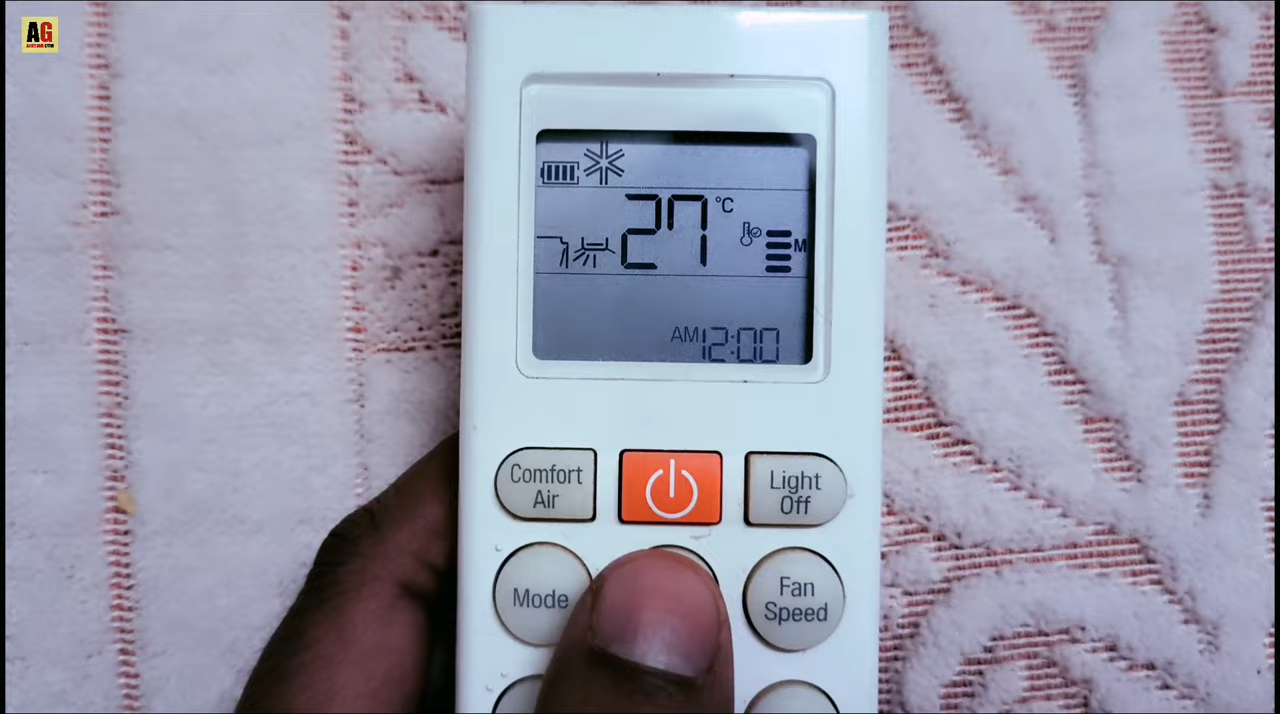 AG
27 °C
M
AM 12:00
Comfort
Air
Light
Off
Mode
Fan
Speed